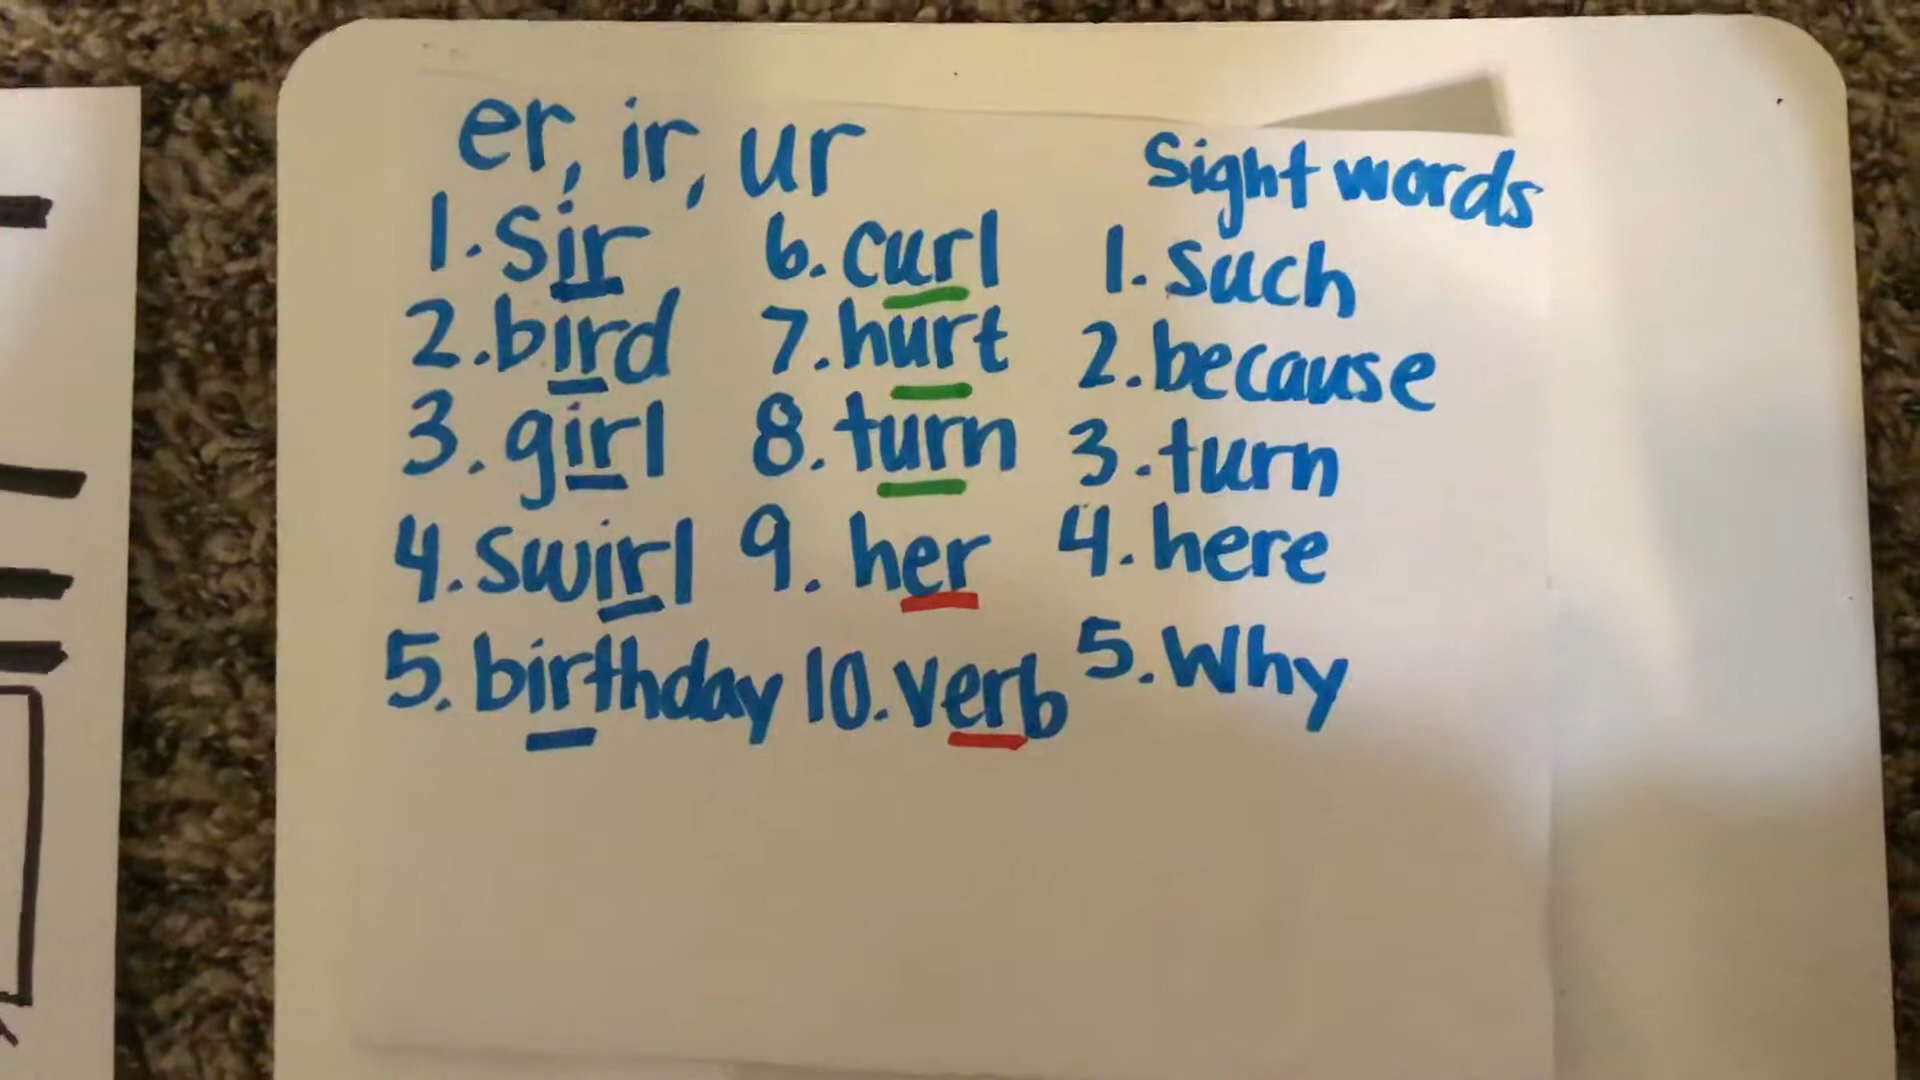 er, ir, ur
1. sir
2. bird
3. girl
4. swirl
5. birthday
6. curl
7. hurt
8. turn
9. her
10. verb
Sight words
1. such
2. because
3. turn
4. here
5. Why